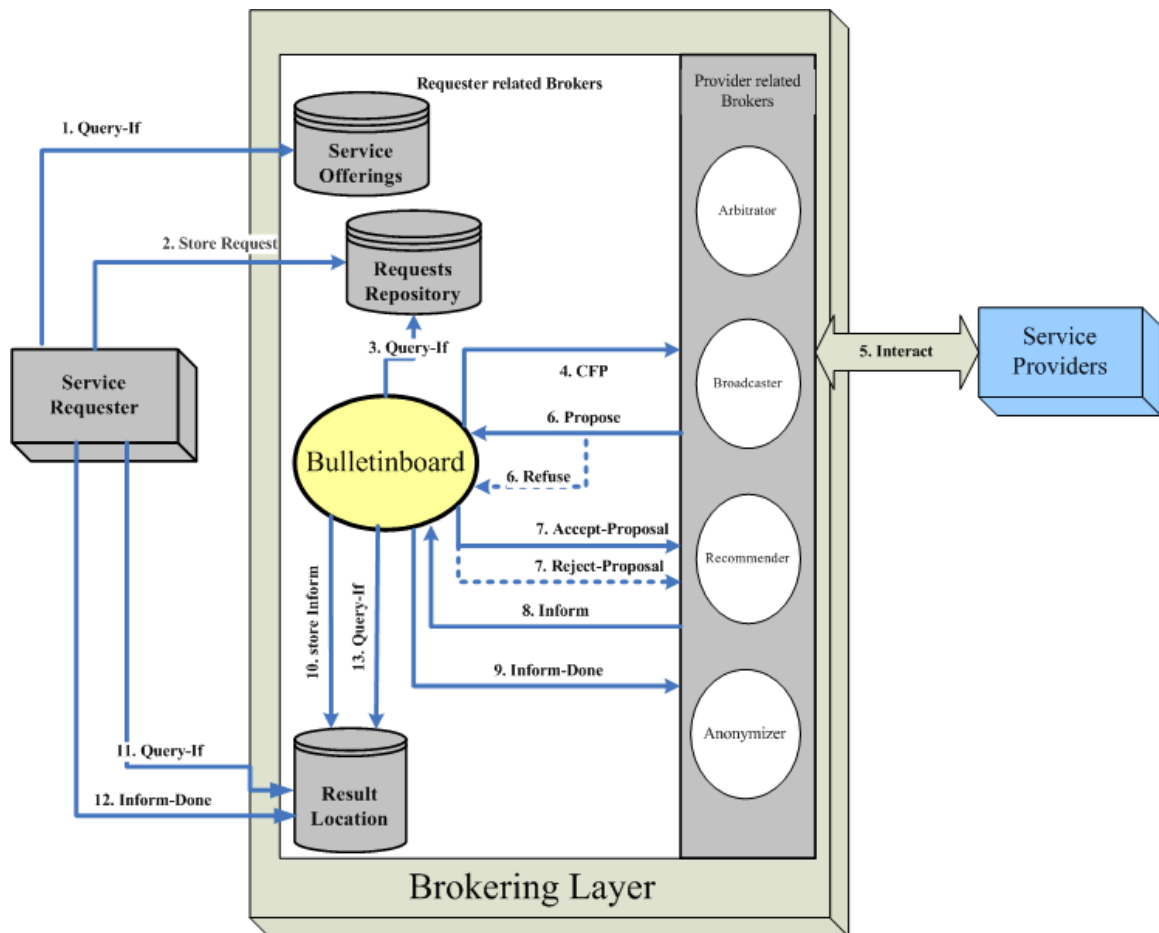 Requester related Brokers
Provider related
Brokers
1. Query-If
Service
Offerings
Arbitrator
2. Store Request
Requests
Repository
3. Query-If
4. CFP
5. Interact
Service
Providers
Service
Requester
Broadcaster
6. Propose
Bulletinboard
6. Refuse
7. Accept-Proposal
7. Reject-Proposal
Recommender
8. Inform
10. store Inform
13. Query-If
9. Inform-Done
Anonymizer
11. Query-If
12. Inform-Done
Result
Location
Brokering Layer